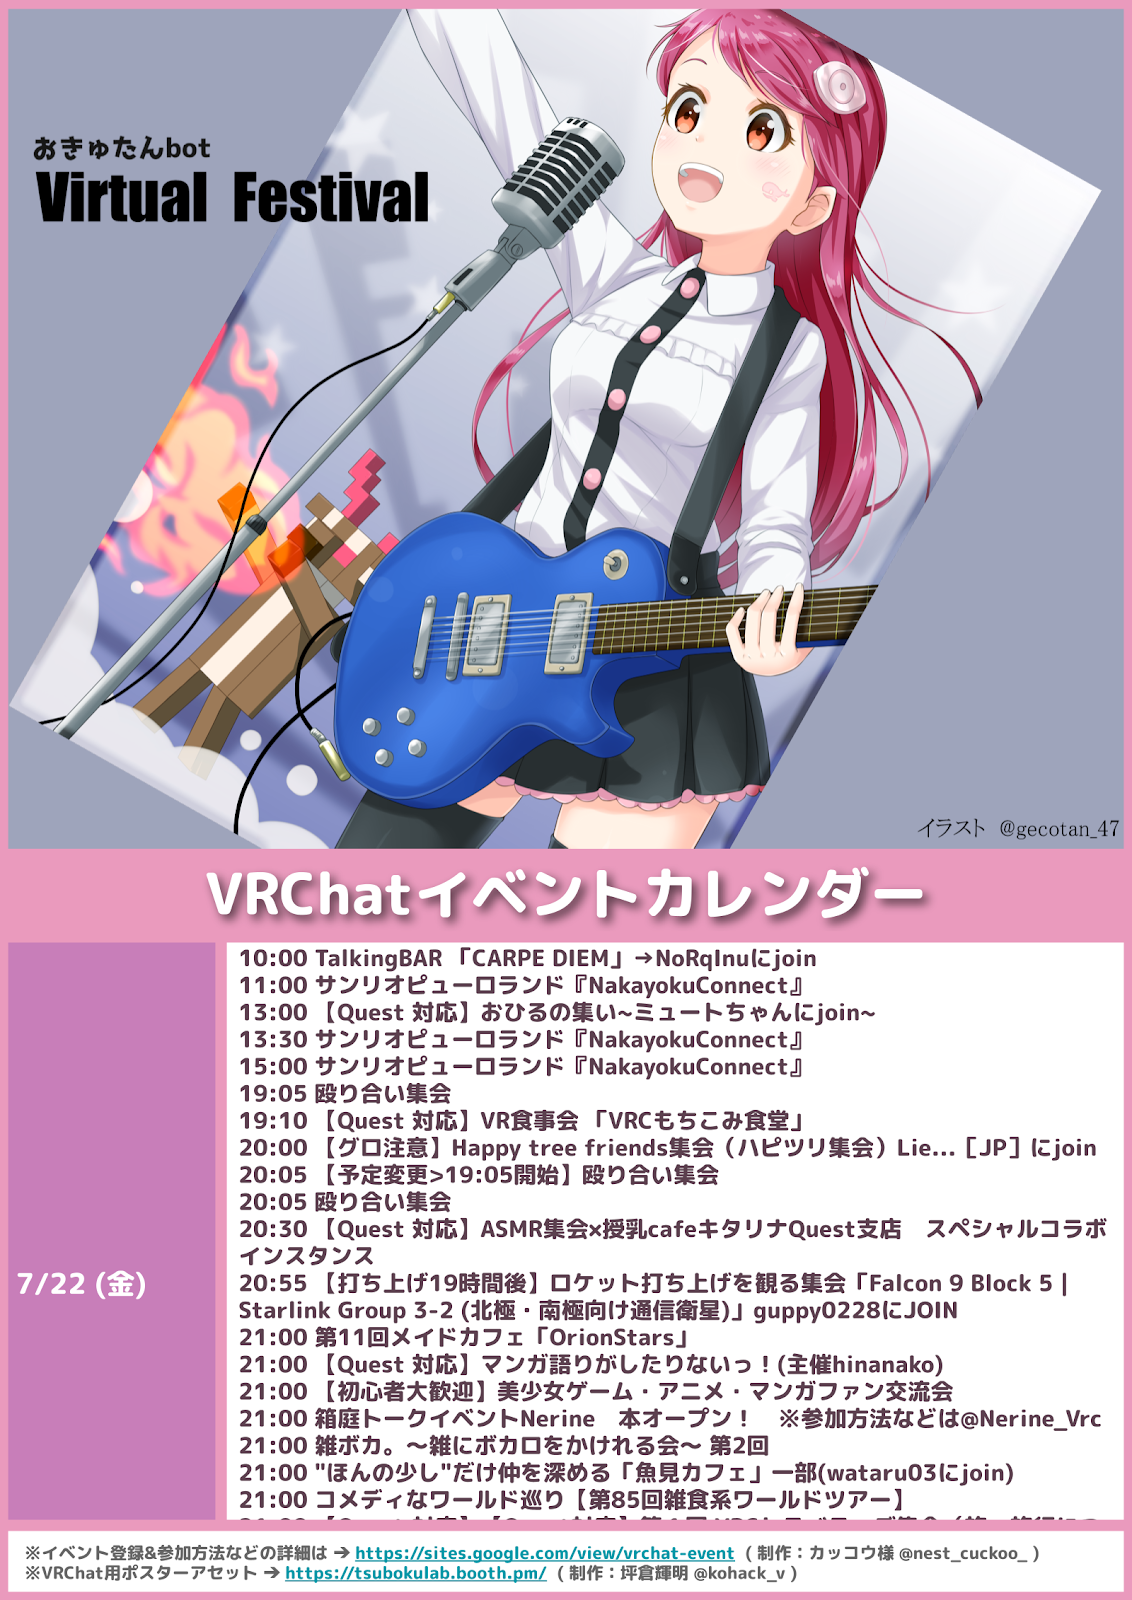 おきゅたんbot
Virtual Festival
イラスト @gecotan_47
VRChatイベントカレンダー
7/22 (金)
10:00 TalkingBAR 「CARPE DIEM」→NoRqInuにjoin
11:00 サンリオピューロランド『NakayokuConnect』
13:00 【Quest 対応】おひるの集い~ミュートちゃんにjoin~
13:30 サンリオピューロランド『NakayokuConnect』
15:00 サンリオピューロランド『NakayokuConnect』
19:05 殴り合い集会
19:10 【Quest 対応】VR食事会 「VRCもちこみ食堂」
20:00 【グロ注意】Happy tree friends集会（ハピツリ集会）Lie...［JP］にjoin
20:05 【予定変更>19:05開始】殴り合い集会
20:05 殴り合い集会
20:30 【Quest 対応】ASMR集会×授乳cafeキタリナQuest支店　スペシャルコラボ
インスタンス
20:55 【打ち上げ19時間後】ロケット打ち上げを観る集会「Falcon 9 Block 5 |
Starlink Group 3-2 (北極・南極向け通信衛星)」guppy0228にJOIN
21:00 第11回メイドカフェ「OrionStars」
21:00 【Quest 対応】マンガ語りがしたりないっ！(主催hinanako)
21:00 【初心者大歓迎】美少女ゲーム・アニメ・マンガファン交流会
21:00 箱庭トークイベントNerine　本オープン！　※参加方法などは@Nerine_Vrc
21:00 雑ボカ。～雑にボカロをかけれる会～ 第2回
21:00 "ほんの少し"だけ仲を深める「魚見カフェ」一部(wataru03にjoin)
21:00 コメディなワールド巡り【第85回雑食系ワールドツアー】
※イベント登録&参加方法などの詳細は → https://sites.google.com/view/vrchat-event ( 制作：カッコウ様 @nest_cuckoo_ )
※VRChat用ポスターアセット → https://tsubokulab.booth.pm/ ( 制作：坪倉輝明 @kohack_v )